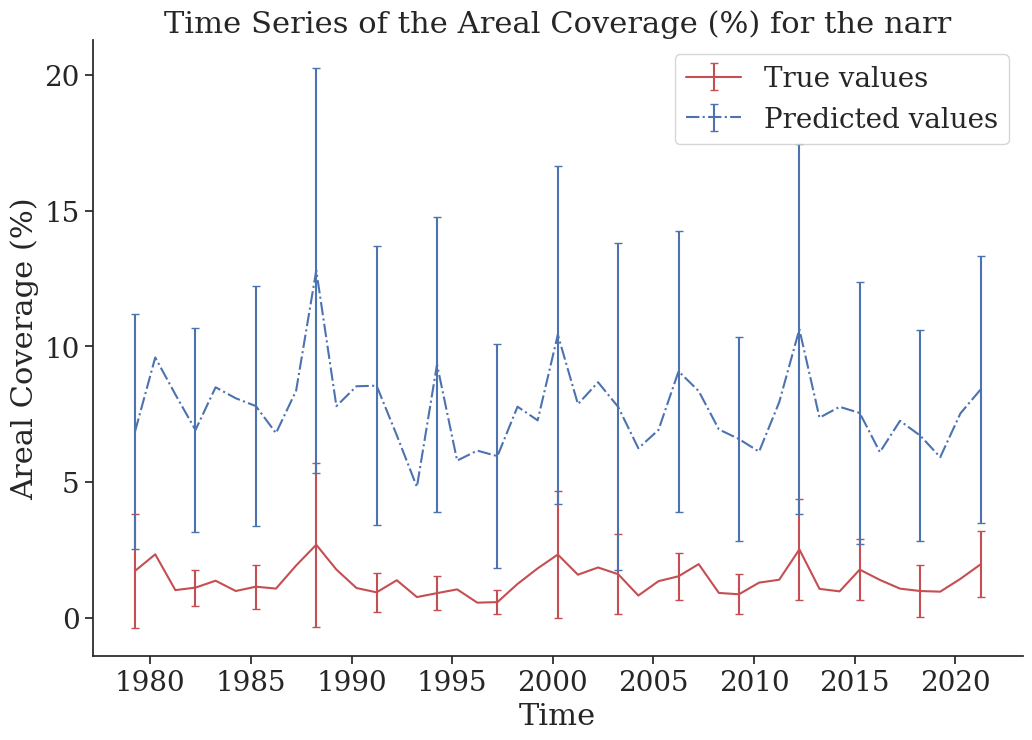 Time Series of the Areal Coverage (%) for the narr
True values
Predicted values
Areal Coverage (%)
20
15
10
5
0
1980 1985 1990 1995 2000 2005 2010 2015 2020
Time